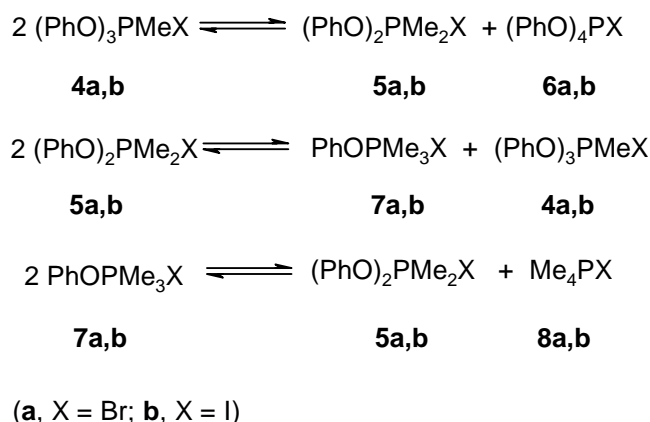 2 (PhO)₃PMeX ⇌ (PhO)₂PMe₂X + (PhO)₄PX
4a,b 5a,b 6a,b
2 (PhO)₂PMe₂X ⇌ PhOPMe₃X + (PhO)₃PMeX
5a,b 7a,b 4a,b
2 PhOPMe₃X ⇌ (PhO)₂PMe₂X + Me₄PX
7a,b 5a,b 8a,b
(a, X = Br; b, X = I)